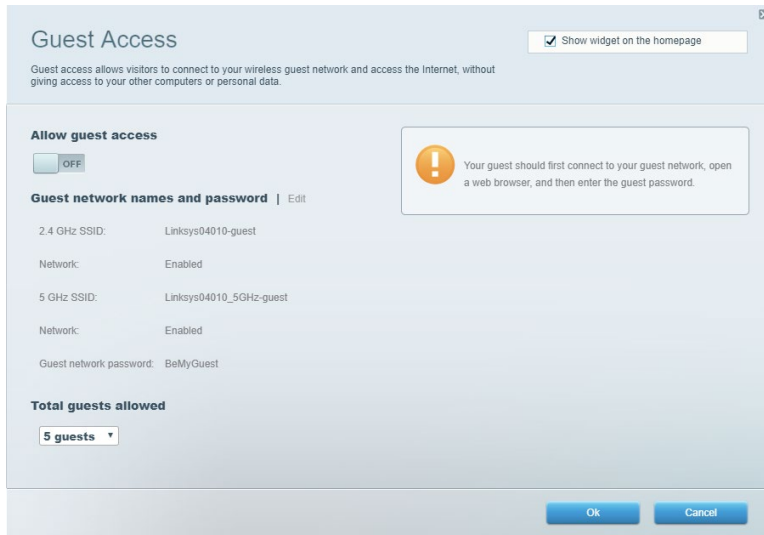 Guest Access
Show widget on the homepage
Guest access allows visitors to connect to your wireless guest network and access the Internet, without
giving access to your other computers or personal data.
Allow guest access
OFF
Your guest should first connect to your guest network, open
a web browser, and then enter the guest password.
Guest network names and password | Edit
2.4 GHz SSID: Linksys04010-guest
Network: Enabled
5 GHz SSID: Linksys04010_5GHz-guest
Network: Enabled
Guest network password: BeMyGuest
Total guests allowed
5 guests
Ok Cancel